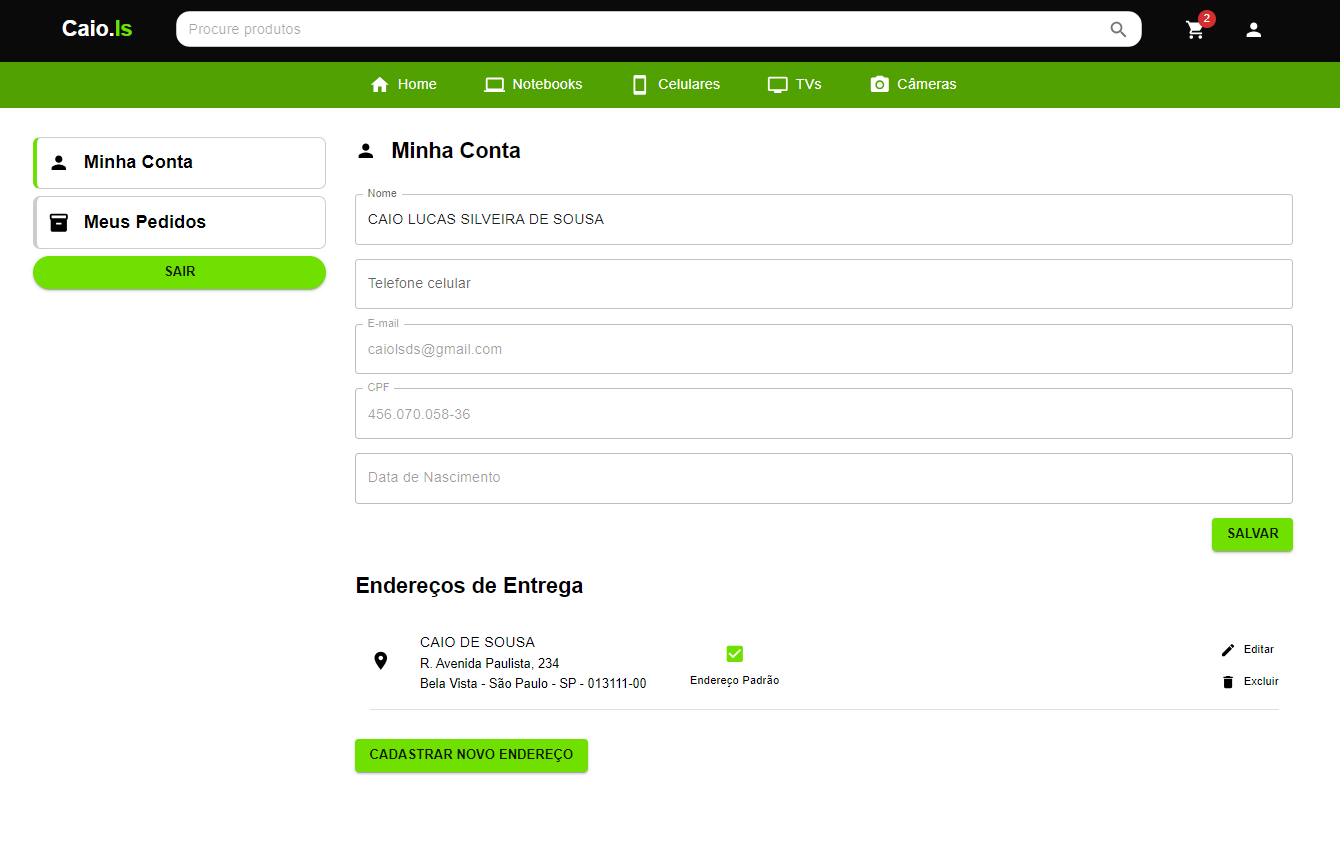 Caio.ls
Procure produtos
2
Home
Notebooks
Celulares
TVs
Câmeras
Minha Conta
Meus Pedidos
SAIR
Minha Conta
Nome
CAIO LUCAS SILVEIRA DE SOUSA
Telefone celular
E-mail
caiolsds@gmail.com
CPF
456.070.058-36
Data de Nascimento
SALVAR
Endereços de Entrega
CAIO DE SOUSA
R. Avenida Paulista, 234
Bela Vista - São Paulo - SP - 013111-00
Endereço Padrão
Editar
Excluir
CADASTRAR NOVO ENDEREÇO